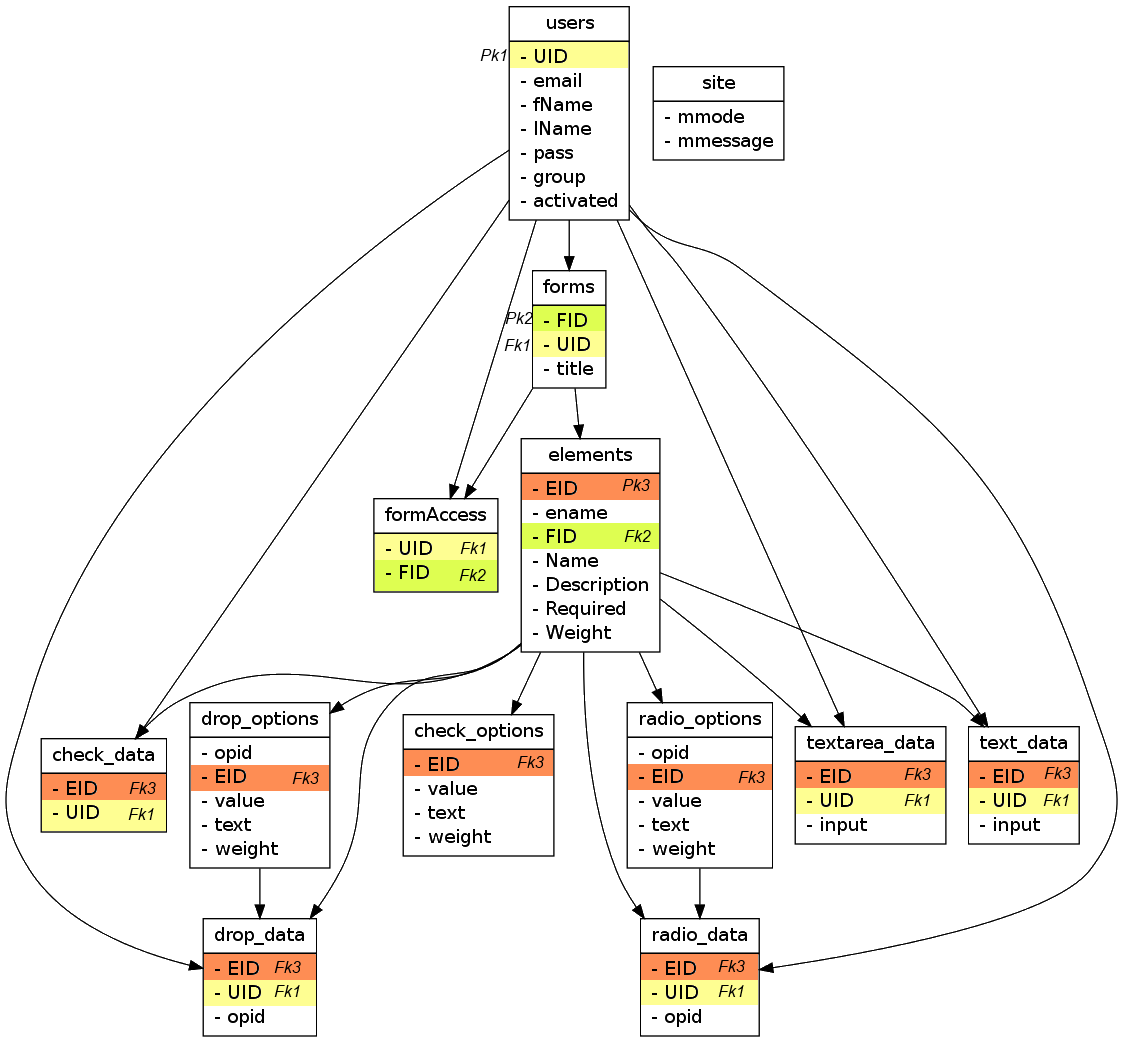 users
Pk1 - UID
- email
- fName
- lName
- pass
- group
- activated
site
- mmode
- mmessage
forms
Pk2 - FID
Fk1 - UID
- title
elements
- EID Pk3
- ename
- FID Fk2
- Name
- Description
- Required
- Weight
formAccess
- UID Fk1
- FID Fk2
check_data
- EID Fk3
- UID Fk1
drop_options
- opid
- EID Fk3
- value
- text
- weight
check_options
- EID Fk3
- value
- text
- weight
radio_options
- opid
- EID Fk3
- value
- text
- weight
textarea_data
- EID Fk3
- UID Fk1
- input
text_data
- EID Fk3
- UID Fk1
- input
drop_data
- EID Fk3
- UID Fk1
- opid
radio_data
- EID Fk3
- UID Fk1
- opid